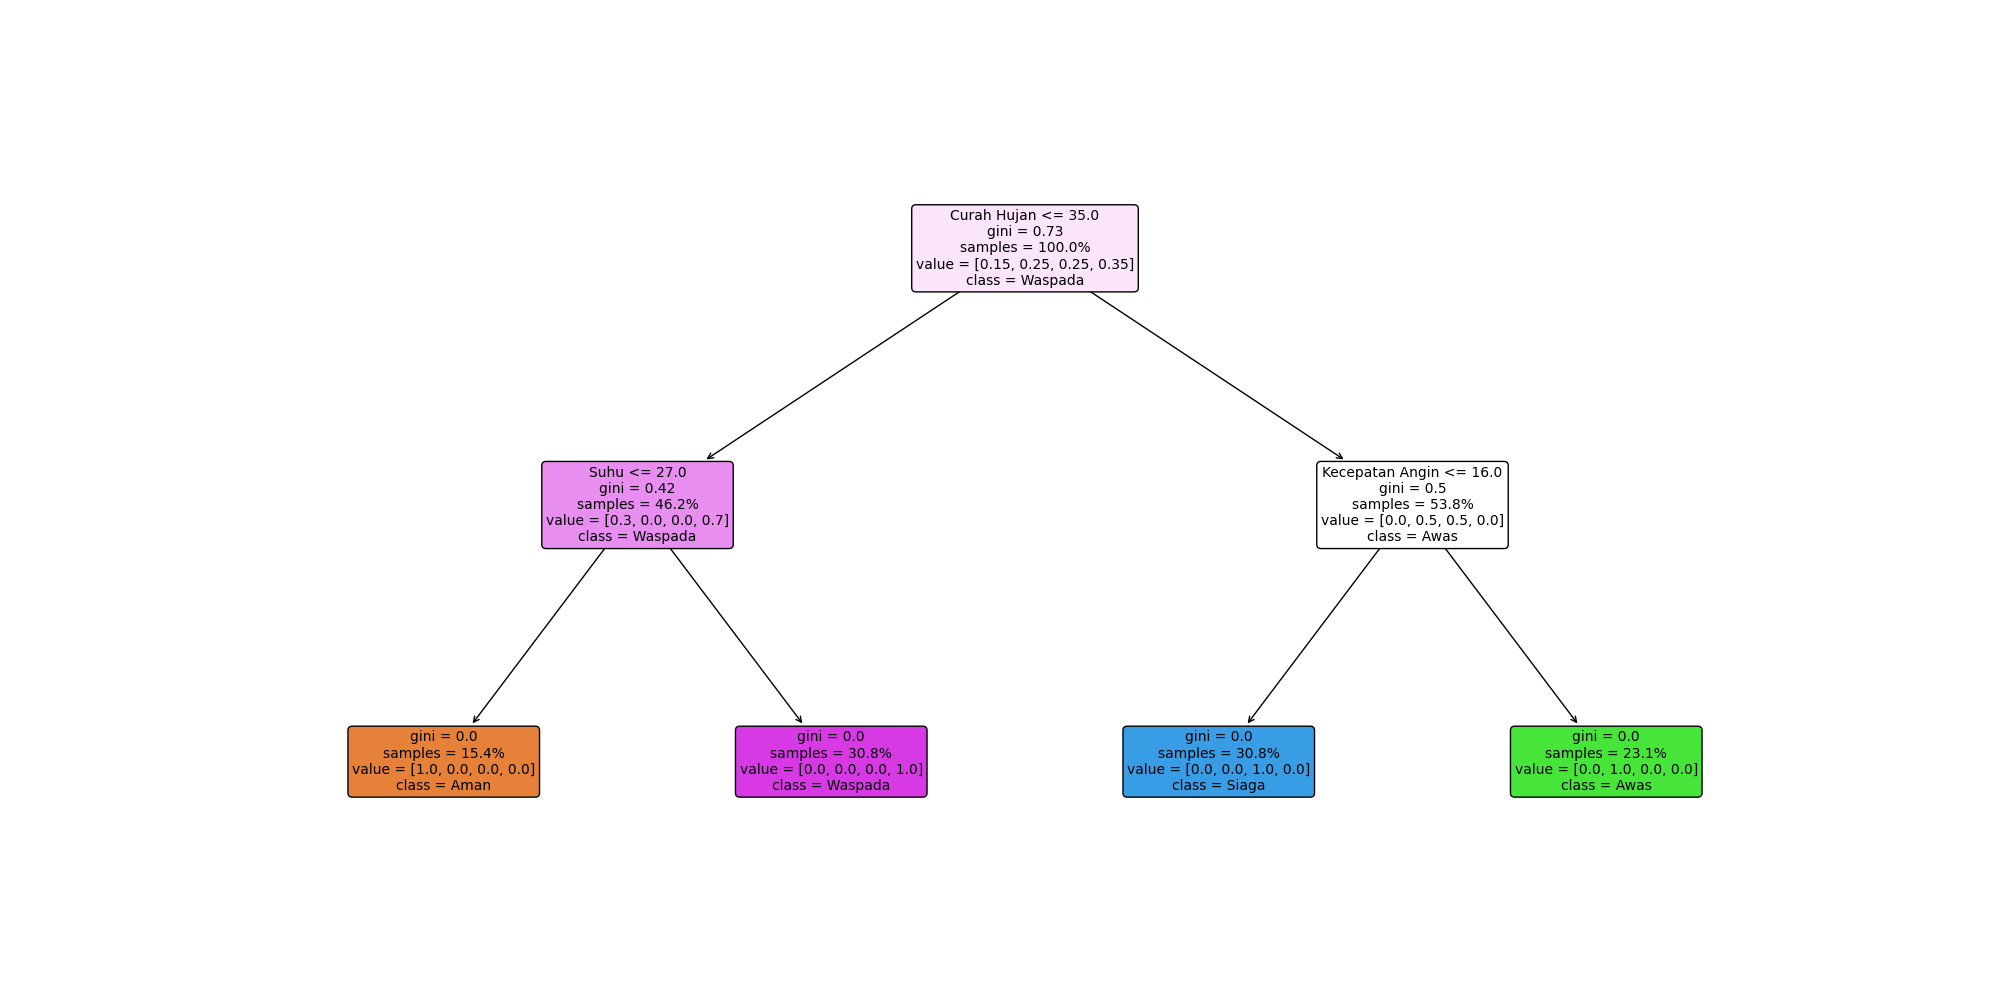 Curah Hujan <= 35.0
gini = 0.73
samples = 100.0%
value = [0.15, 0.25, 0.25, 0.35]
class = Waspada
Suhu <= 27.0
gini = 0.42
samples = 46.2%
value = [0.3, 0.0, 0.0, 0.7]
class = Waspada
Kecepatan Angin <= 16.0
gini = 0.5
samples = 53.8%
value = [0.0, 0.5, 0.5, 0.0]
class = Awas
gini = 0.0
samples = 15.4%
value = [1.0, 0.0, 0.0, 0.0]
class = Aman
gini = 0.0
samples = 30.8%
value = [0.0, 0.0, 0.0, 1.0]
class = Waspada
gini = 0.0
samples = 30.8%
value = [0.0, 0.0, 1.0, 0.0]
class = Siaga
gini = 0.0
samples = 23.1%
value = [0.0, 1.0, 0.0, 0.0]
class = Awas